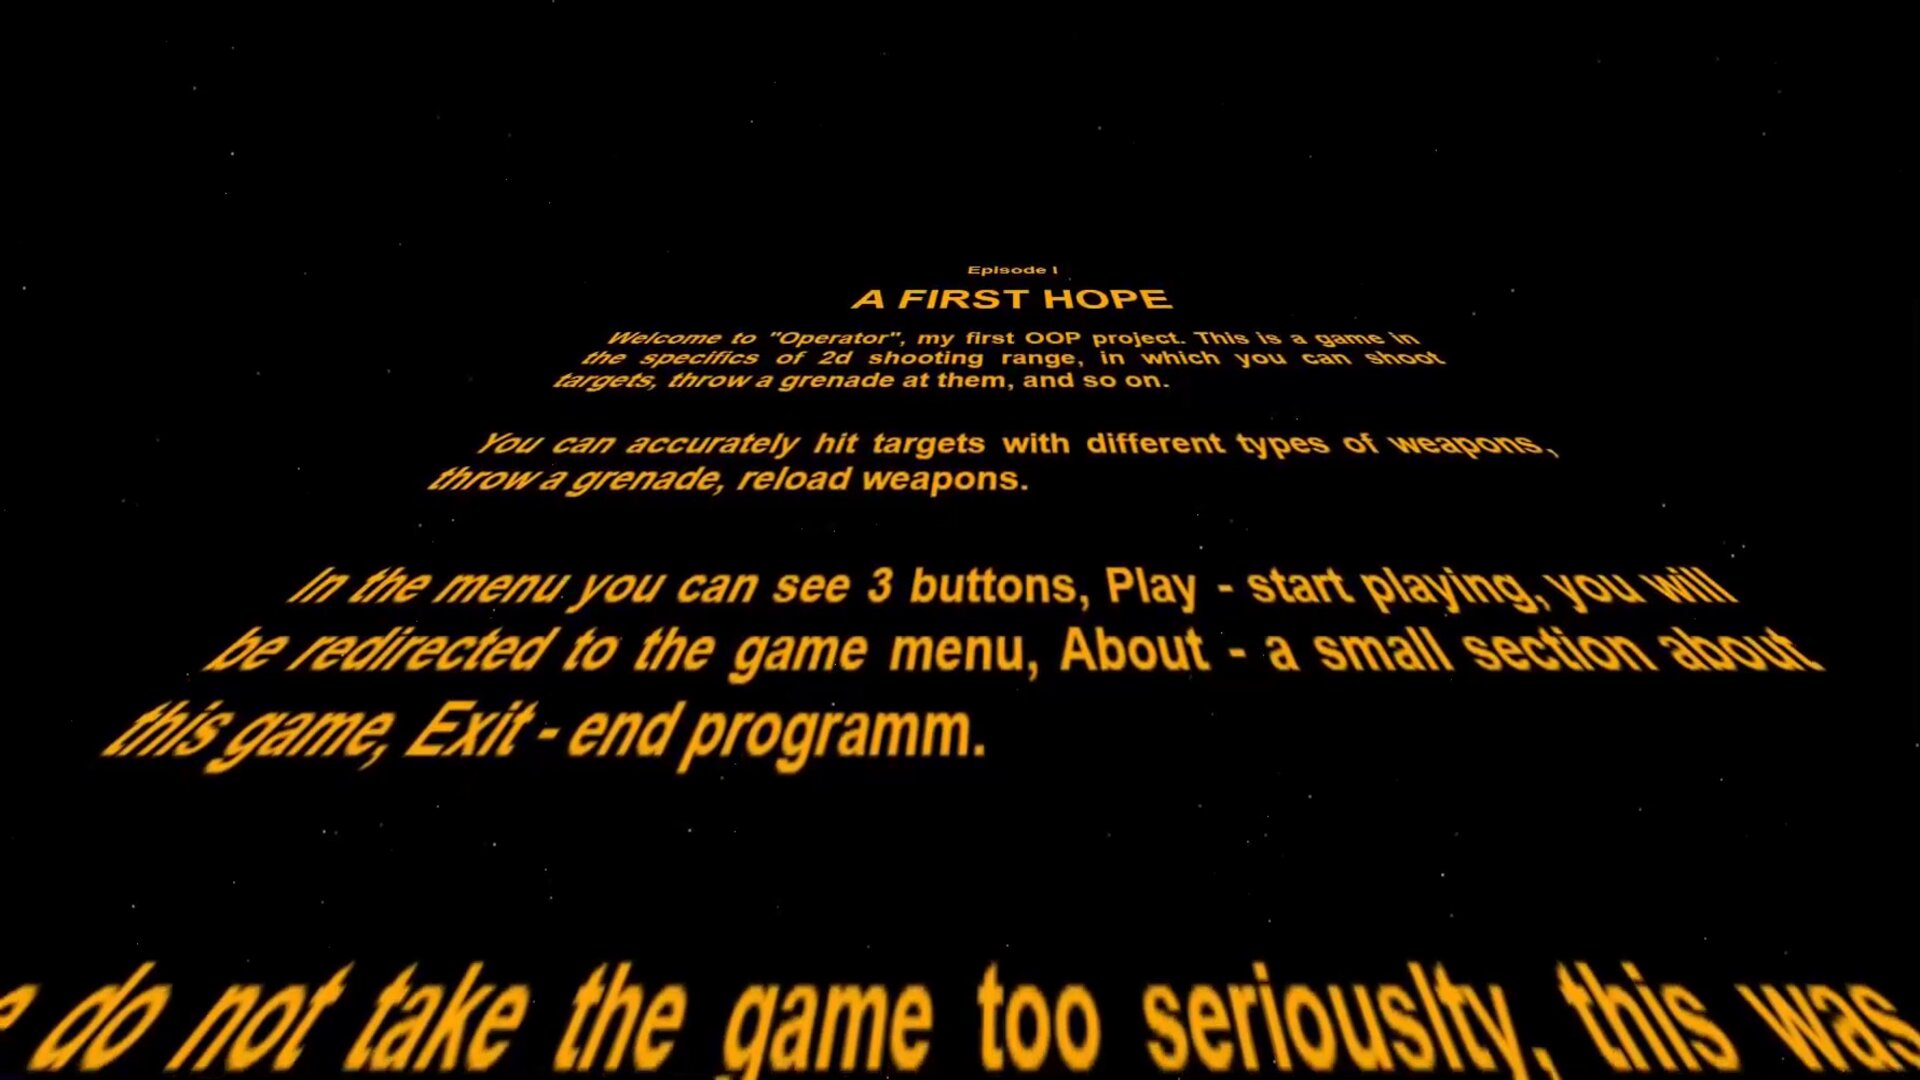 Episode I
A FIRST HOPE
Welcome to "Operator", my first OOP project. This is a game in
the specifics of 2d shooting range, in which you can shoot
targets, throw a grenade at them, and so on.
You can accurately hit targets with different types of weapons,
throw a grenade, reload weapons.
In the menu you can see 3 buttons, Play - start playing, you will
be redirected to the game menu, About - a small section about
this game, Exit - end programm.
do not take the game too seriouslty, this was